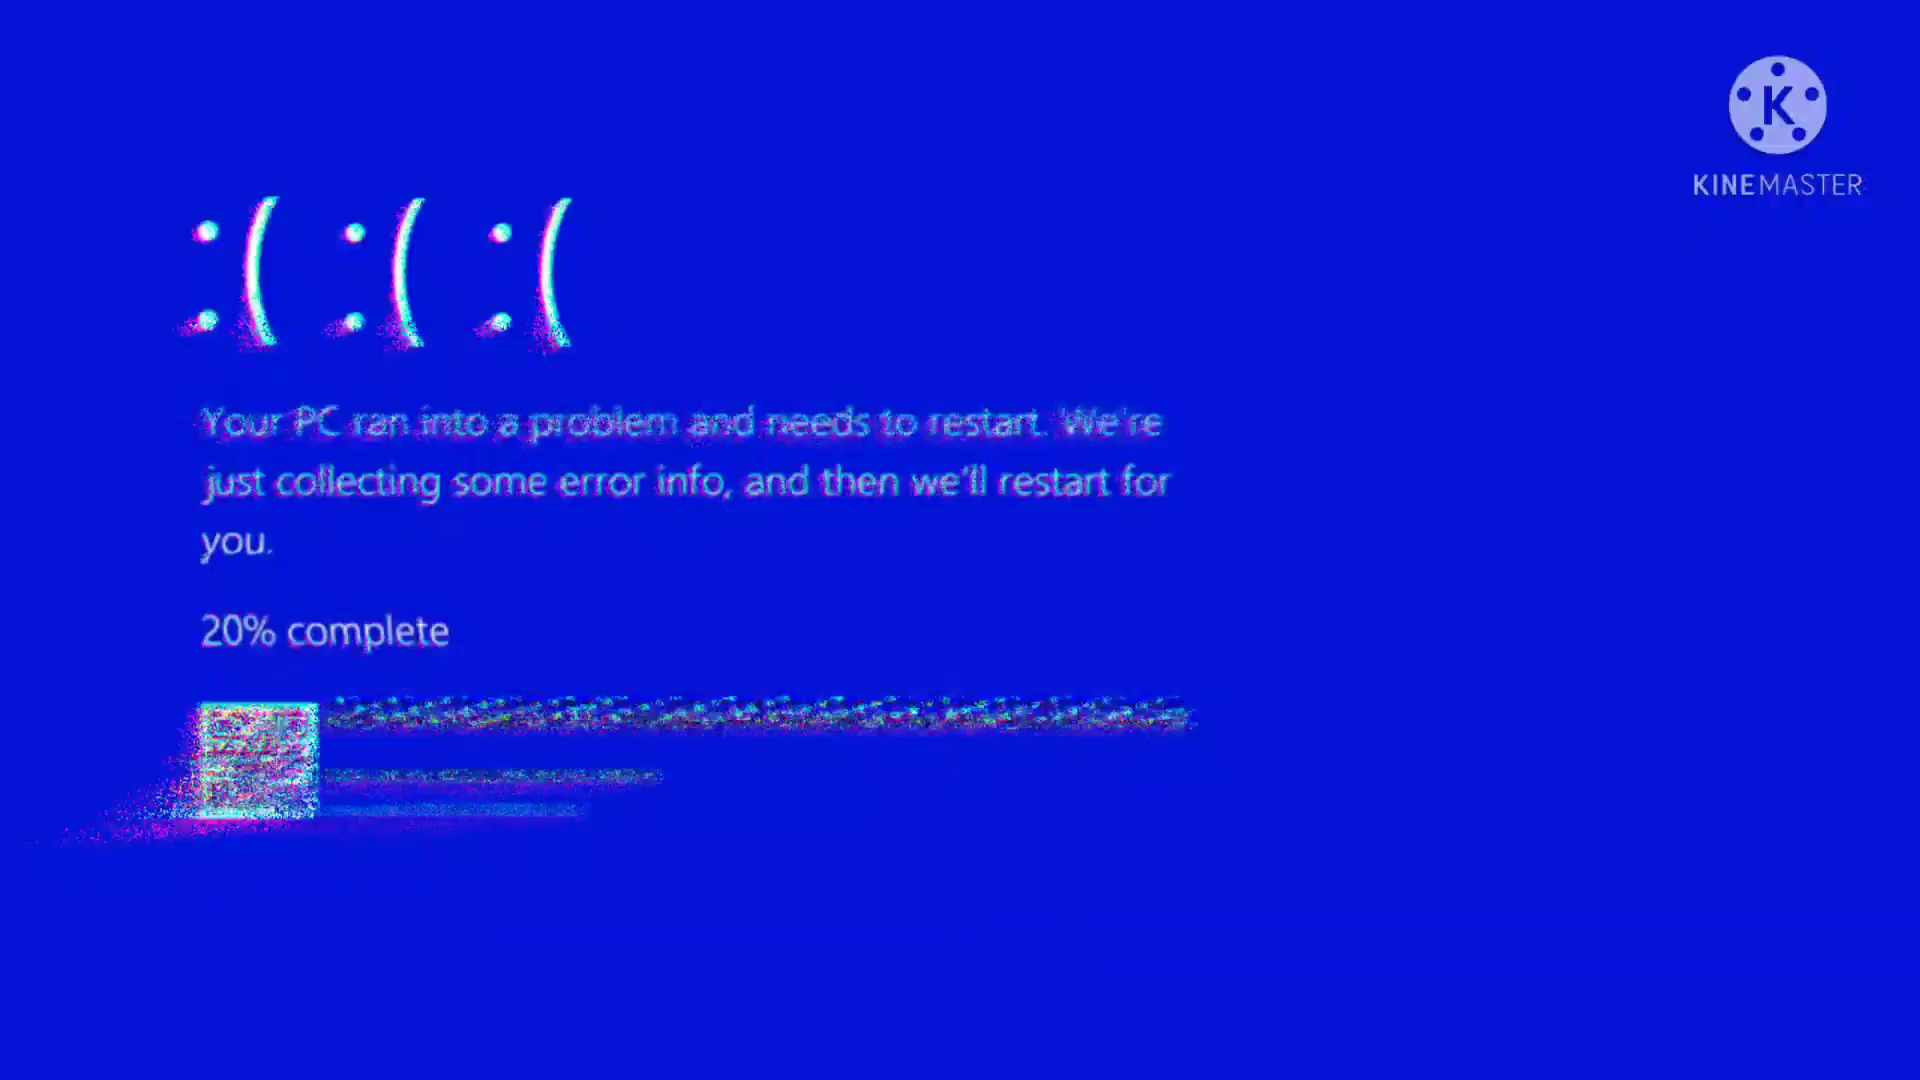 K
KINEMASTER
:( :( :(
Your PC ran into a problem and needs to restart. We're
just collecting some error info, and then we'll restart for
you.
20% complete